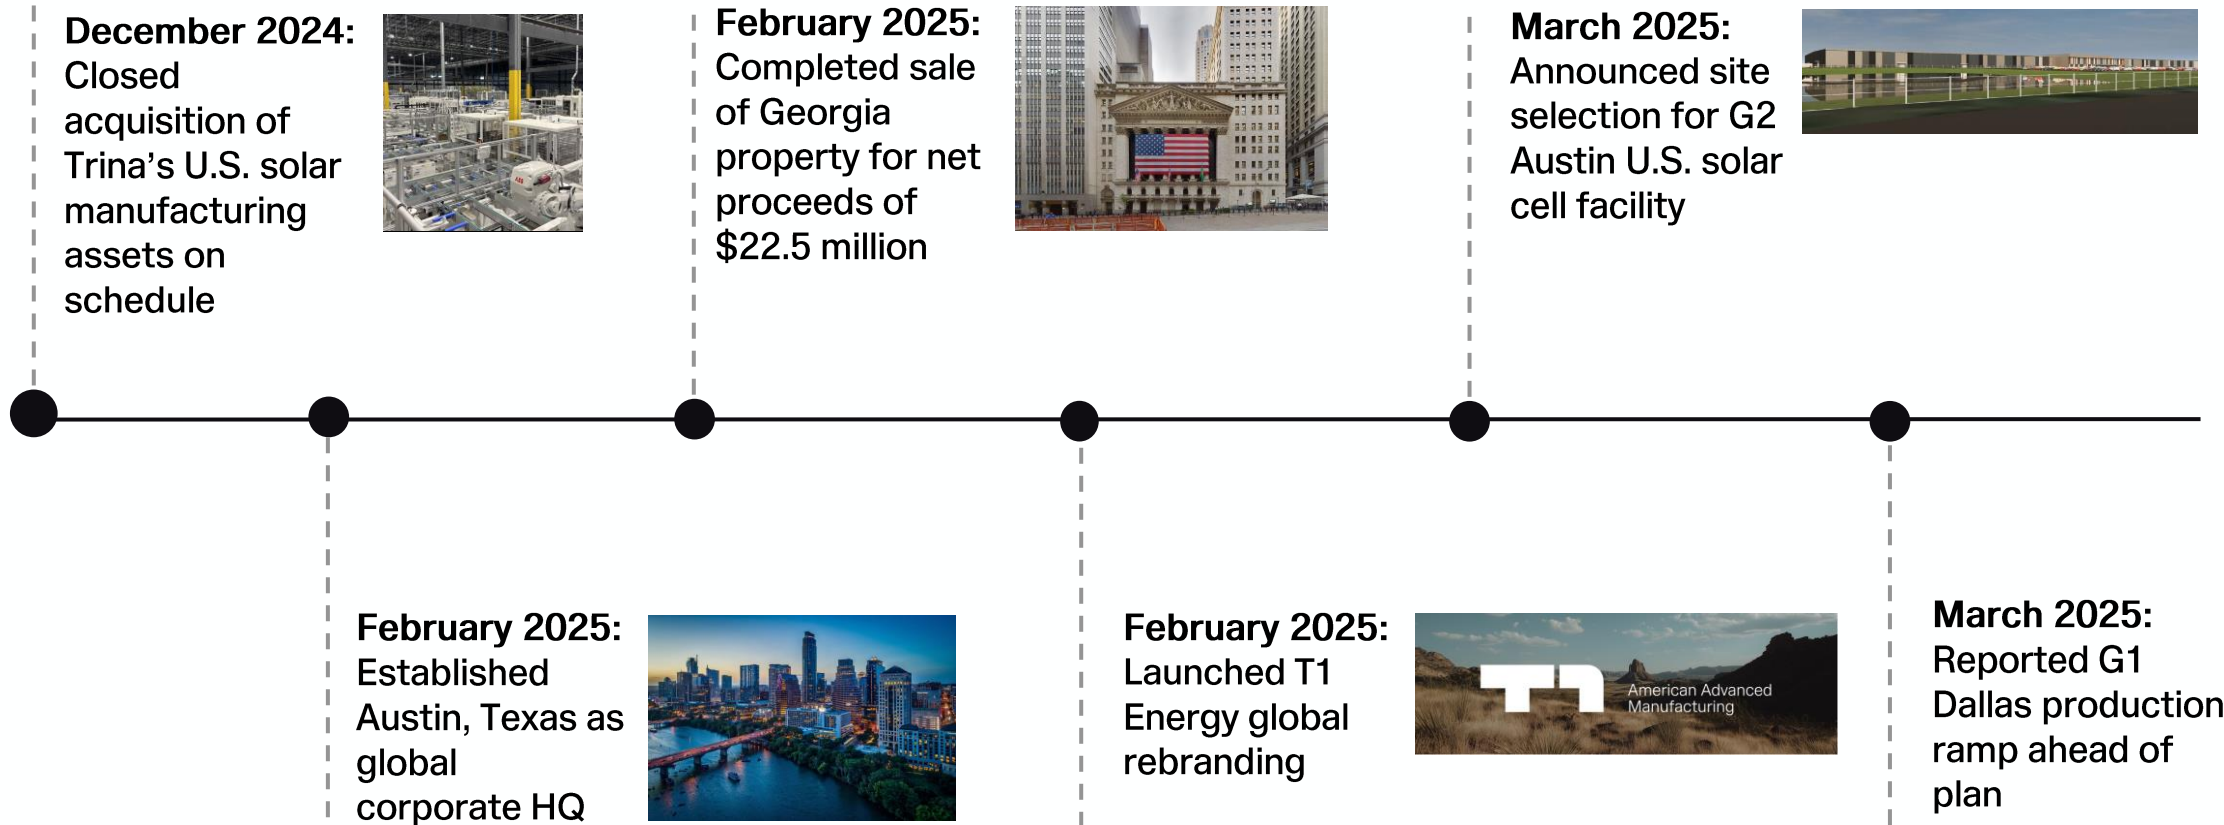 December 2024:
Closed
acquisition of
Trina’s U.S. solar
manufacturing
assets on
schedule
February 2025:
Established
Austin, Texas as
global
corporate HQ
February 2025:
Completed sale
of Georgia
property for net
proceeds of
$22.5 million
February 2025:
Launched T1
Energy global
rebranding
T1
American Advanced
Manufacturing
March 2025:
Announced site
selection for G2
Austin U.S. solar
cell facility
March 2025:
Reported G1
Dallas production
ramp ahead of
plan
ABB